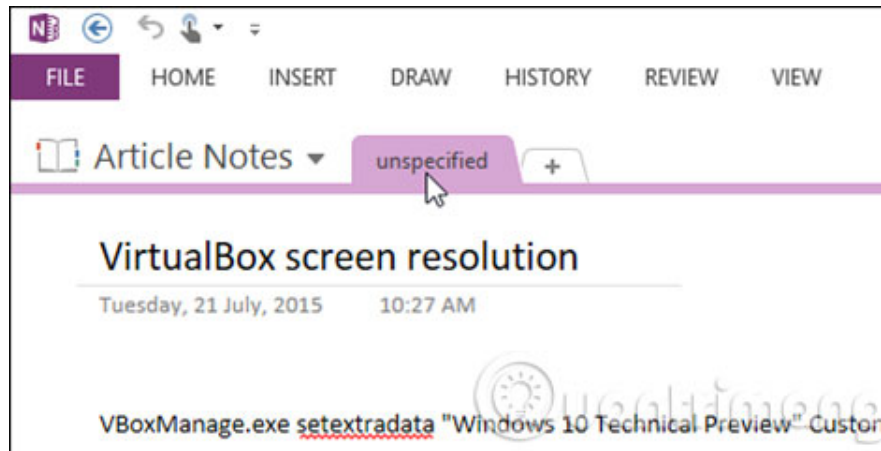 FILE HOME INSERT DRAW HISTORY REVIEW VIEW
Article Notes unspecified +
VirtualBox screen resolution
Tuesday, 21 July, 2015 10:27 AM
VBoxManage.exe setextradata "Windows 10 Technical Preview" Custom